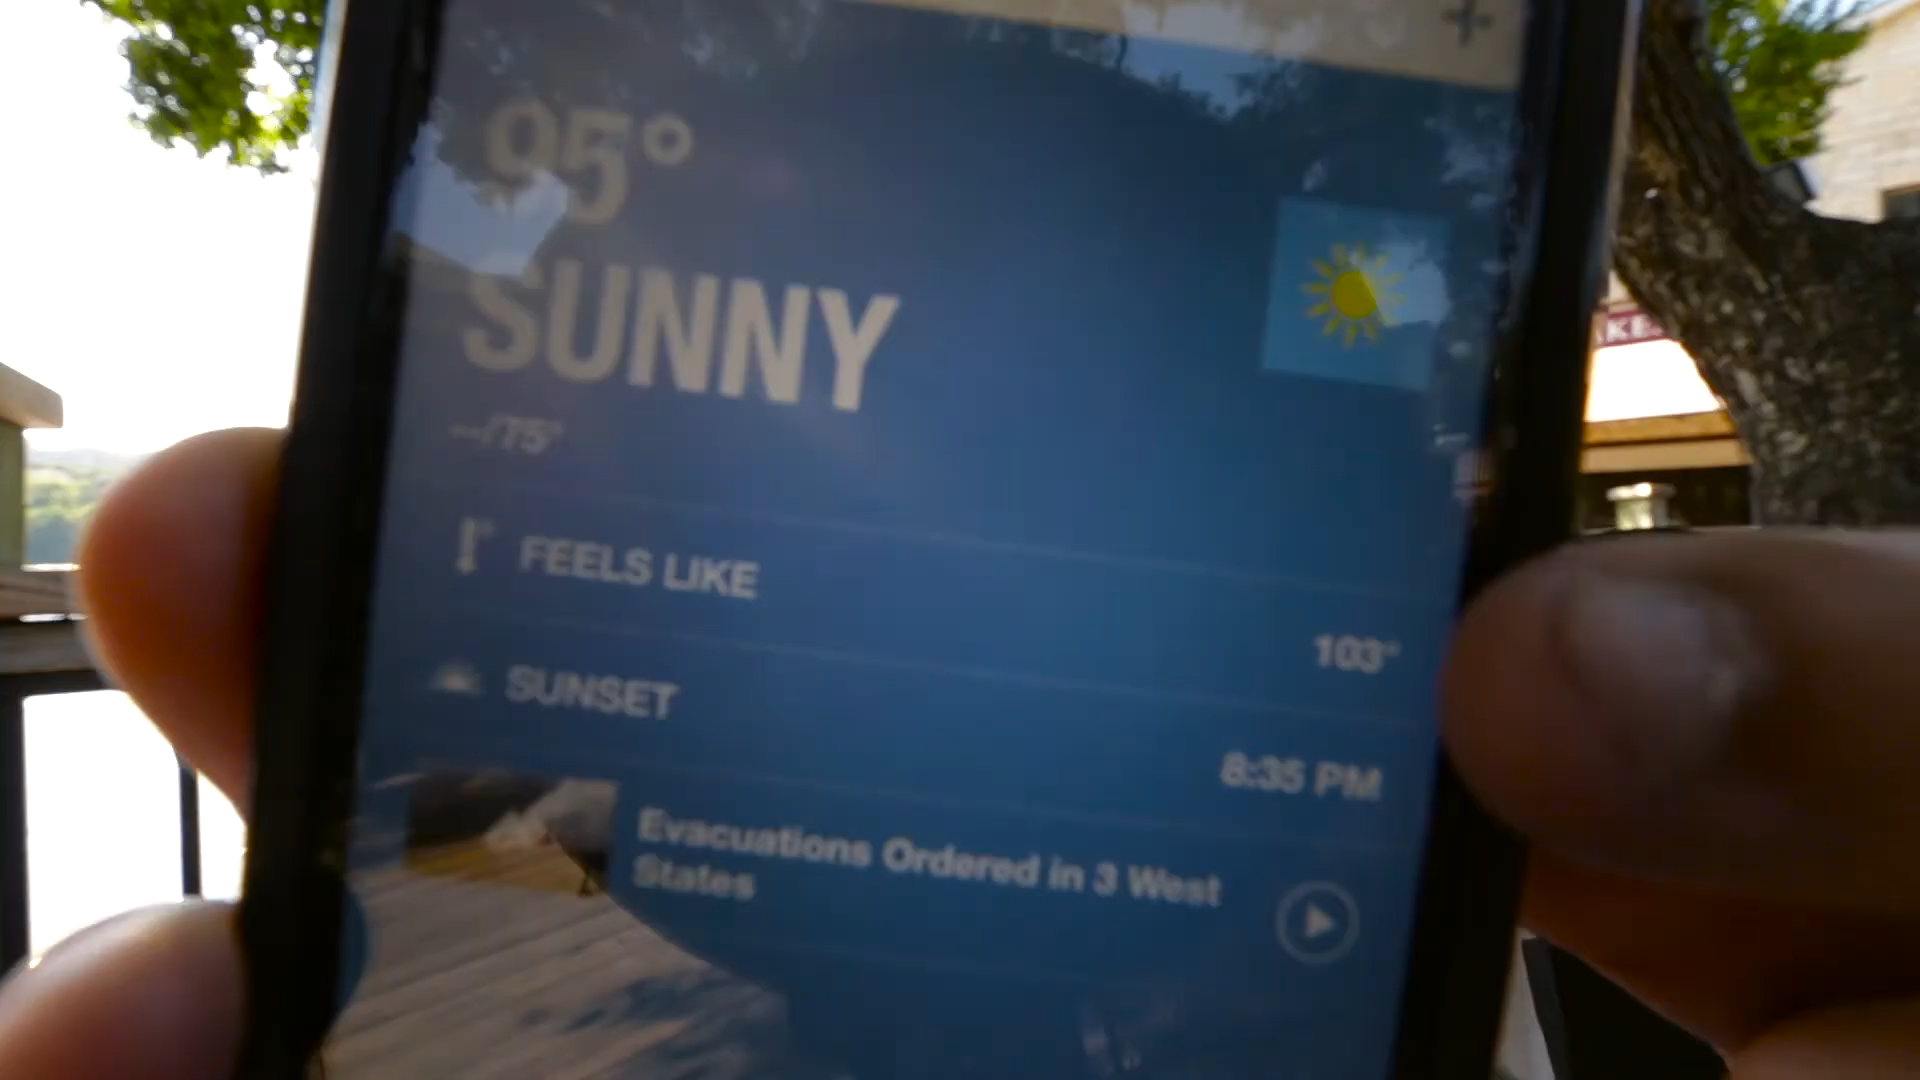 95°
SUNNY
--/75°
FEELS LIKE
103°
SUNSET
8:35 PM
Evacuations Ordered in 3 West
States